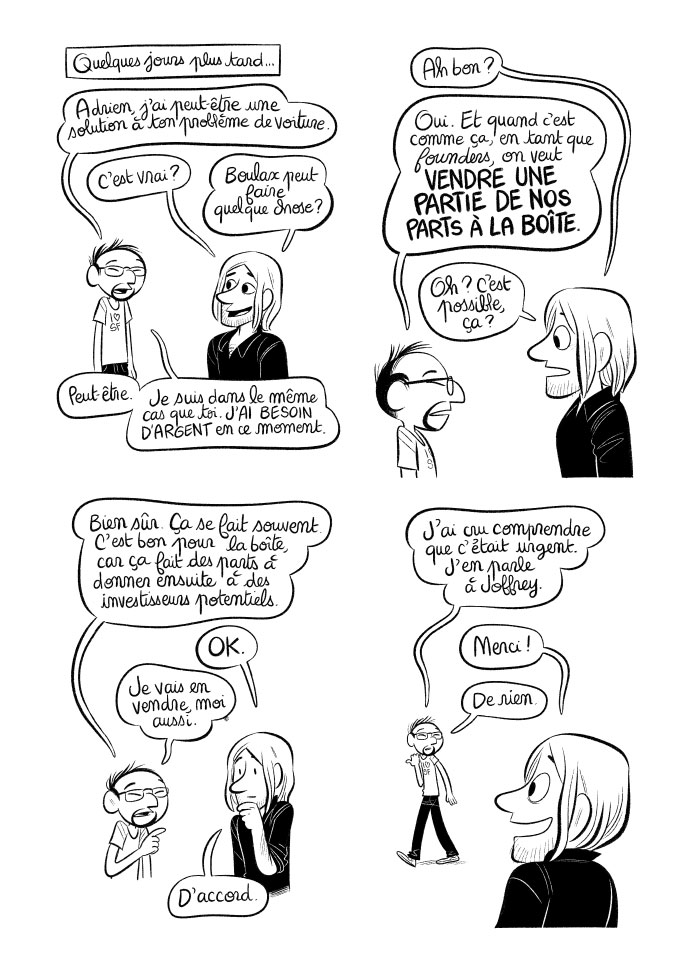 Quelques jours plus tard...
Adrien, j'ai peut-être une
solution à ton problème de voiture.
C'est vrai?
Boulax peut
faire
quelque chose?
I ♥
SF
Peut-être.
Je suis dans le même
cas que toi. J'AI BESOIN
D'ARGENT en ce moment.
Ah bon?
Oui. Et quand c'est
comme ça, en tant que
founders, on veut
VENDRE UNE
PARTIE DE NOS
PARTS À LA BOÎTE.
Oh? C'est
possible,
ça?
Bien sûr. Ça se fait souvent.
C'est bon pour la boîte,
car ça fait des parts à
donner ensuite à des
investisseurs potentiels.
OK.
Je vais en
vendre, moi
aussi.
D'accord.
J'ai cru comprendre
que c'était urgent.
J'en parle
à Joffrey.
Merci!
De rien.
I ♥
SF